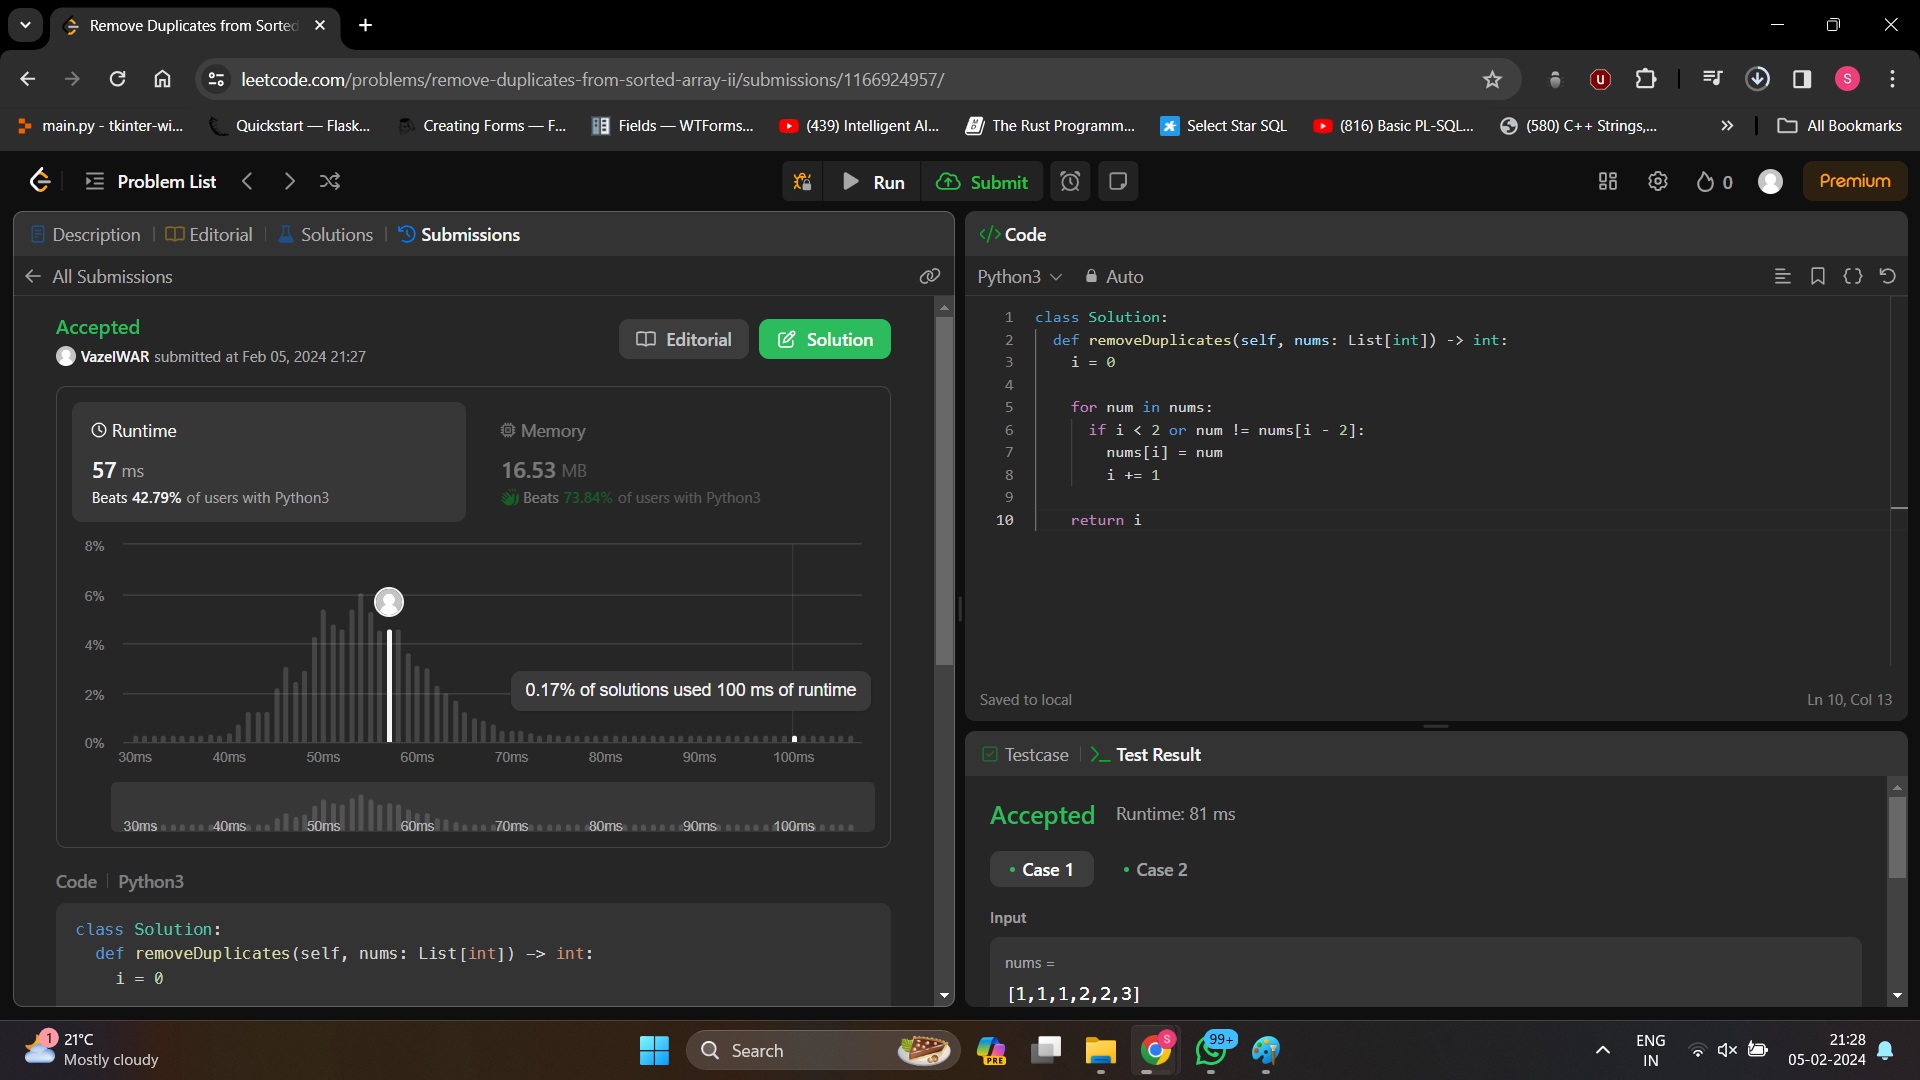 Remove Duplicates from Sorted
leetcode.com/problems/remove-duplicates-from-sorted-array-ii/submissions/1166924957/
S
main.py - tkinter-wi...
Quickstart — Flask...
Creating Forms — F...
Fields — WTForms...
(439) Intelligent AI...
The Rust Programm...
Select Star SQL
(816) Basic PL-SQL...
(580) C++ Strings,...
All Bookmarks
Problem List
Run
Submit
0
Premium
Description
Editorial
Solutions
Submissions
All Submissions
Accepted
VazelWAR submitted at Feb 05, 2024 21:27
Editorial
Solution
Runtime
57 ms
Beats 42.79% of users with Python3
Memory
16.53 MB
Beats 73.84% of users with Python3
8%
6%
4%
2%
0%
0.17% of solutions used 100 ms of runtime
30ms 40ms 50ms 60ms 70ms 80ms 90ms 100ms
30ms 40ms 50ms 60ms 70ms 80ms 90ms 100ms
Code Python3
class Solution:
def removeDuplicates(self, nums: List[int]) -> int:
i = 0
</> Code
Python3 Auto
1 class Solution:
2 def removeDuplicates(self, nums: List[int]) -> int:
3 i = 0
4
5 for num in nums:
6 if i < 2 or num != nums[i - 2]:
7 nums[i] = num
8 i += 1
9
10 return i
Saved to local
Ln 10, Col 13
Testcase
Test Result
Accepted Runtime: 81 ms
Case 1
Case 2
Input
nums =
[1,1,1,2,2,3]
1
21°C
Mostly cloudy
Search
PRE
S
99+
ENG
IN
21:28
05-02-2024